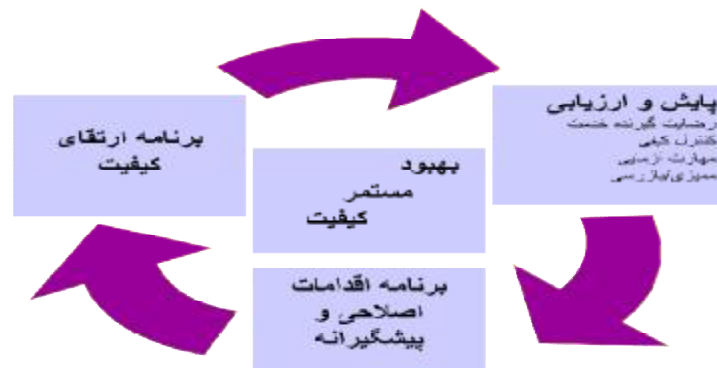 پایش و ارزیابی
رضایت گیرنده خدمت
کنترل کیفی
مهارت آزمایی
ممیزی/بازرسی
برنامه ارتقای
کیفیت
بهبود
مستمر
کیفیت
برنامه اقدامات
اصلاحی و
پیشگیرانه